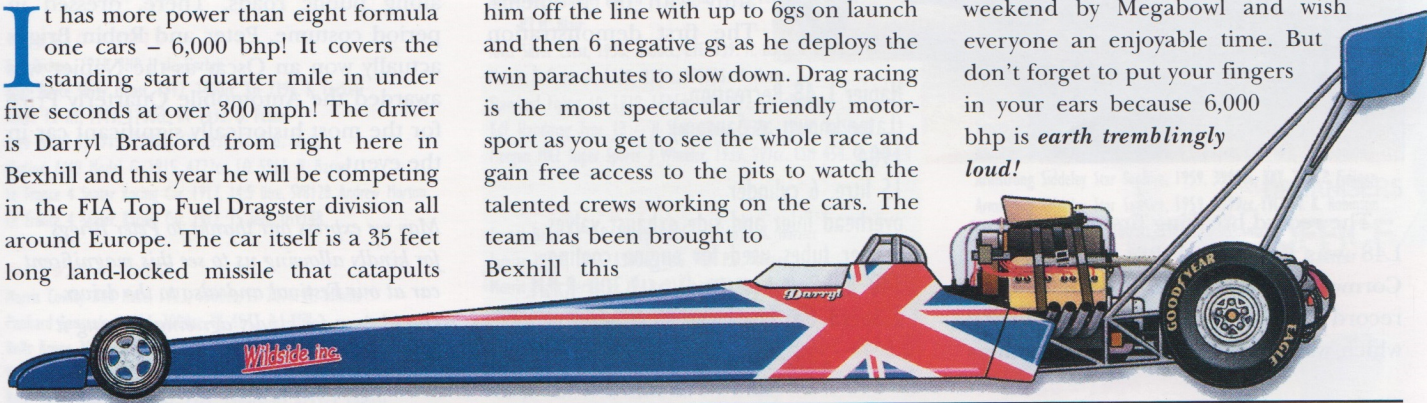 It has more power than eight formula
one cars – 6,000 bhp! It covers the
standing start quarter mile in under
five seconds at over 300 mph! The driver
is Darryl Bradford from right here in
Bexhill and this year he will be competing
in the FIA Top Fuel Dragster division all
around Europe. The car itself is a 35 feet
long land-locked missile that catapults
him off the line with up to 6gs on launch
and then 6 negative gs as he deploys the
twin parachutes to slow down. Drag racing
is the most spectacular friendly motor-
sport as you get to see the whole race and
gain free access to the pits to watch the
talented crews working on the cars. The
team has been brought to
Bexhill this
weekend by Megabowl and wish
everyone an enjoyable time. But
don't forget to put your fingers
in your ears because 6,000
bhp is earth tremblingly
loud!
Darryl
Wildside inc.
GOODYEAR
EAGLE